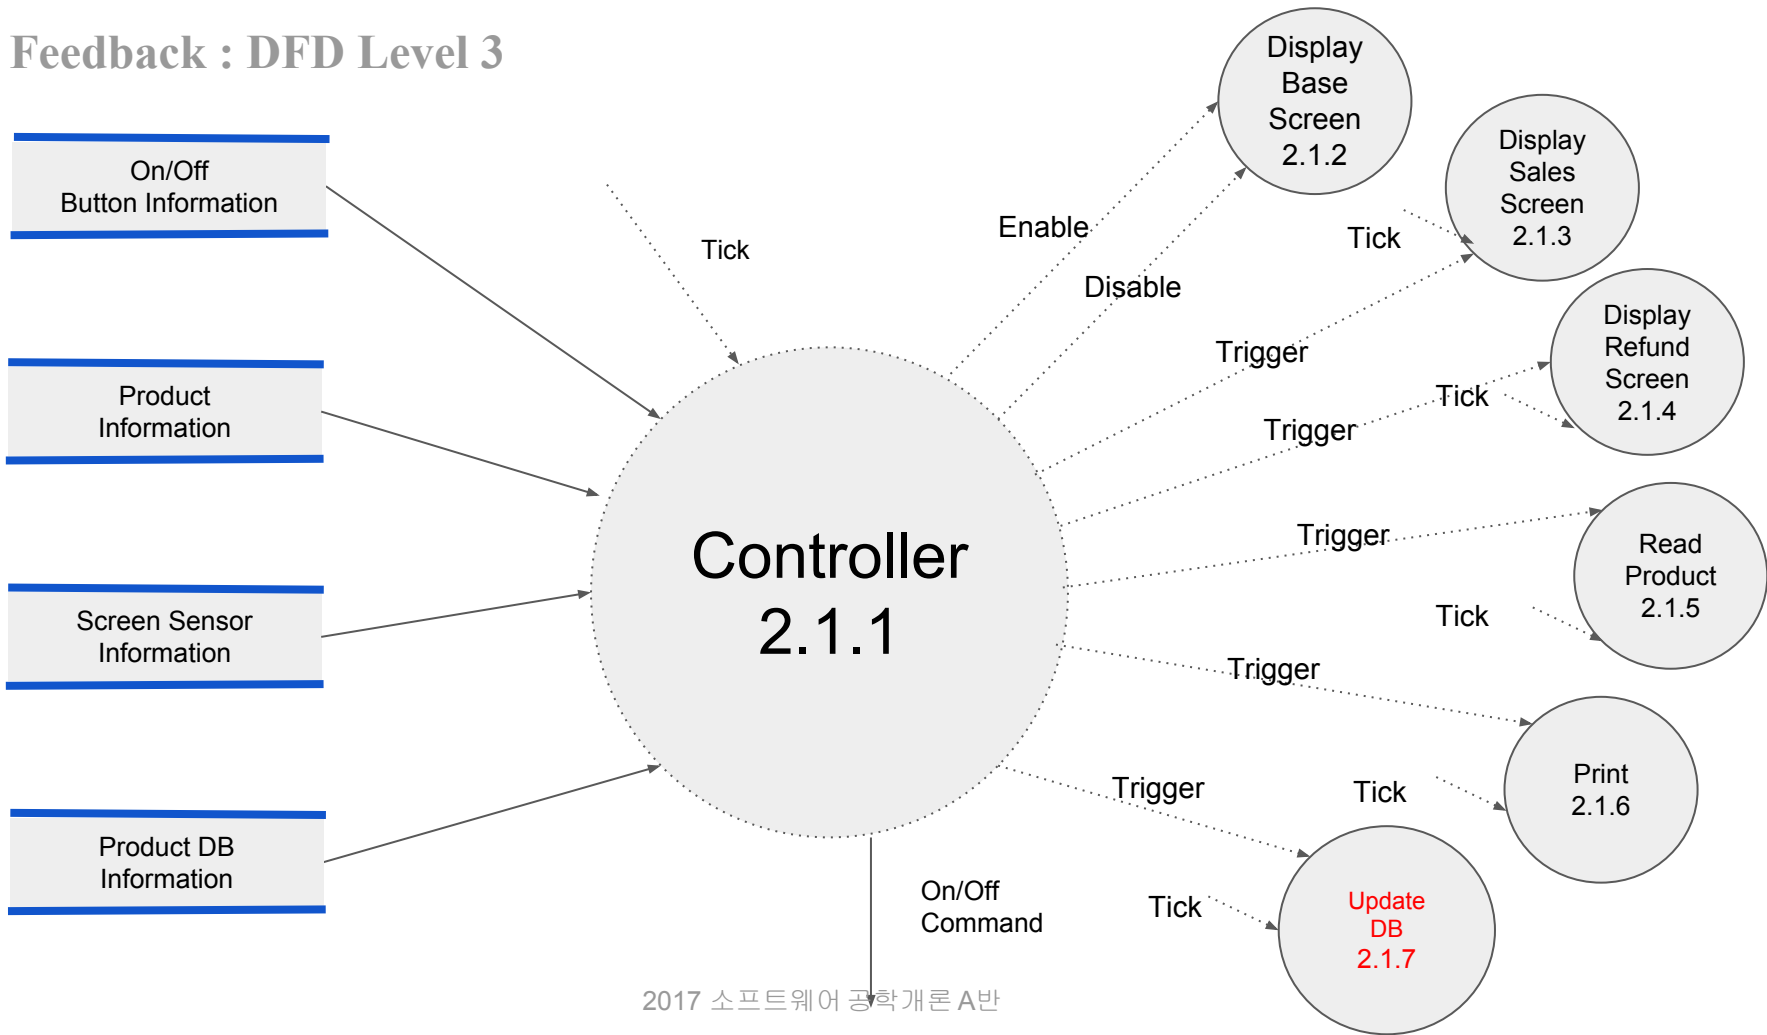 Feedback : DFD Level 3
On/Off
Button Information
Product
Information
Screen Sensor
Information
Product DB
Information
Tick
Controller
2.1.1
On/Off
Command
Enable
Disable
Trigger
Trigger
Trigger
Trigger
Trigger
Display
Base
Screen
2.1.2
Tick
Display
Sales
Screen
2.1.3
Tick
Display
Refund
Screen
2.1.4
Tick
Read
Product
2.1.5
Tick
Print
2.1.6
Tick
Update
DB
2.1.7
2017 소프트웨어 공학개론 A반